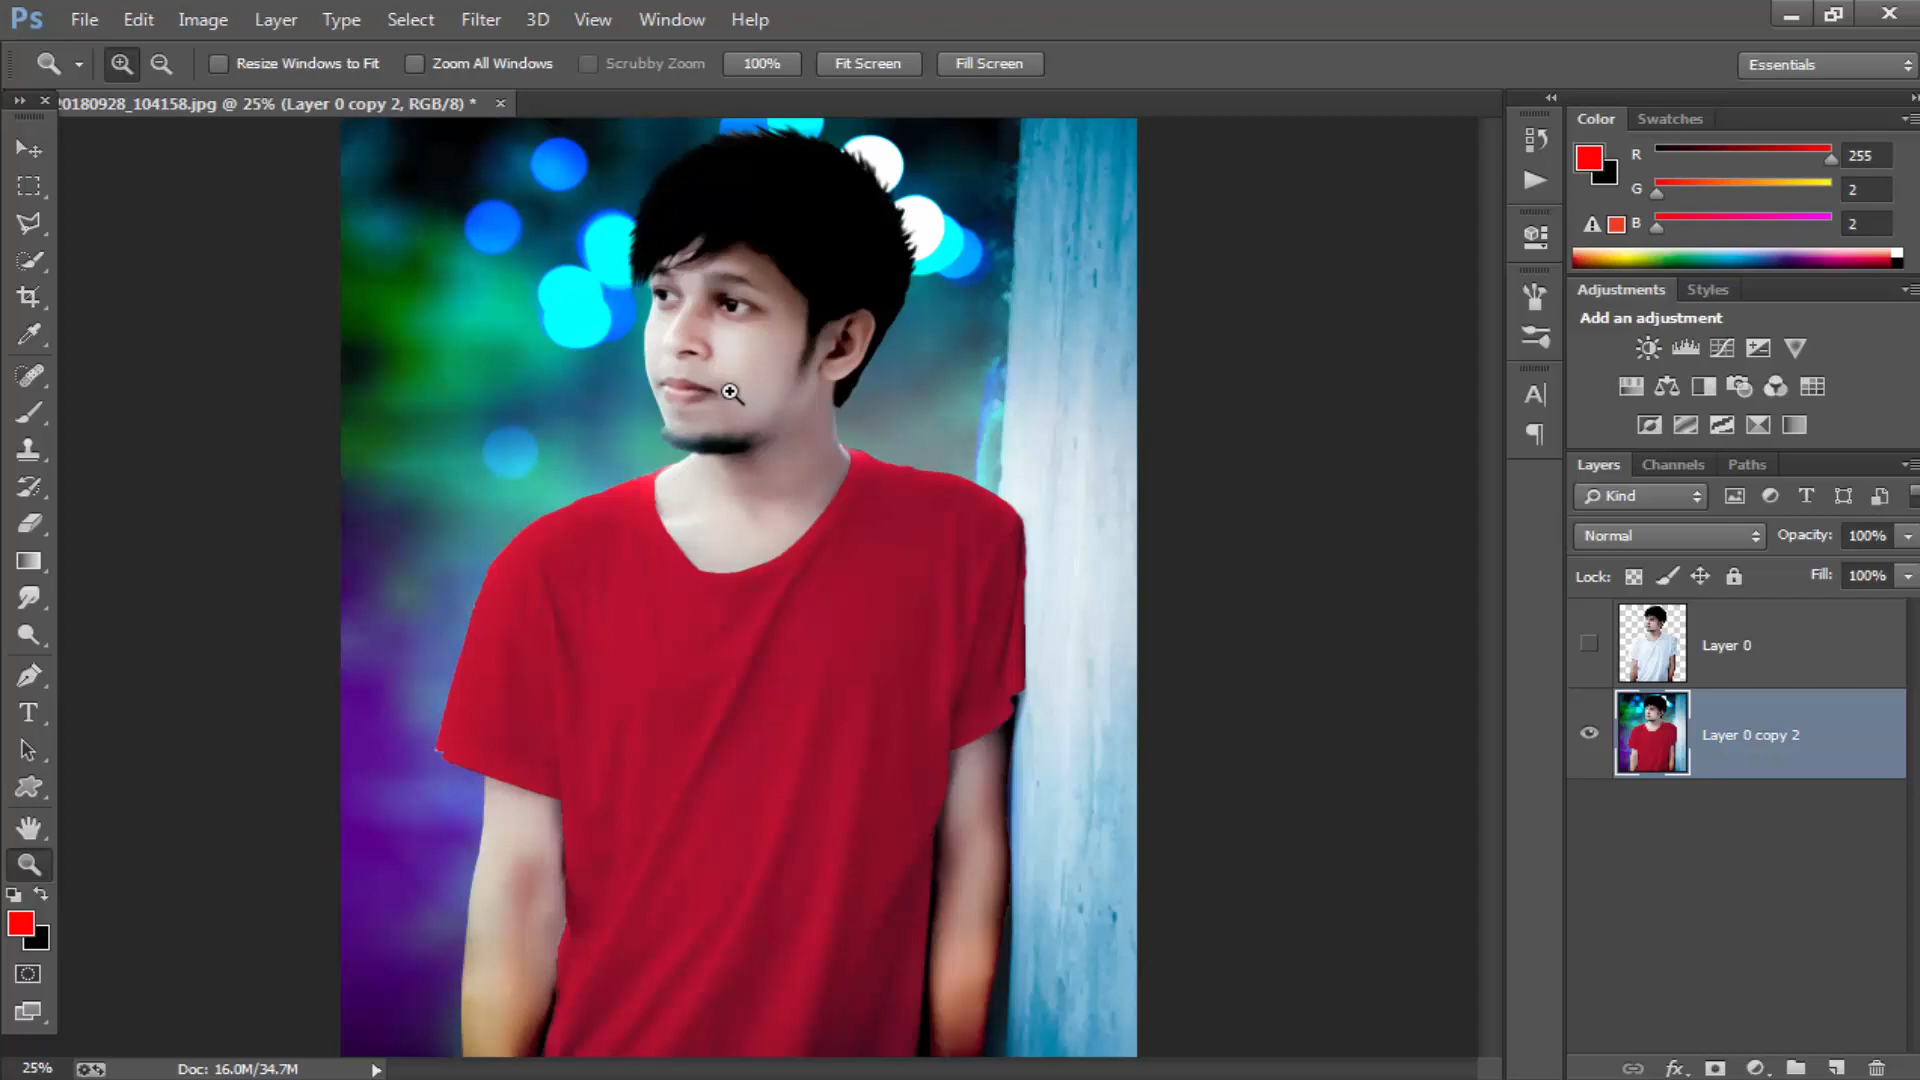 Ps File Edit Image Layer Type Select Filter 3D View Window Help
Resize Windows to Fit Zoom All Windows Scrubby Zoom 100% Fit Screen Fill Screen Essentials
20180928_104158.jpg @ 25% (Layer 0 copy 2, RGB/8) *
Color Swatches
R 255
G 2
B 2
Adjustments Styles
Add an adjustment
Layers Channels Paths
Kind
Normal Opacity: 100%
Lock: Fill: 100%
Layer 0
Layer 0 copy 2
25% Doc: 16.0M/34.7M